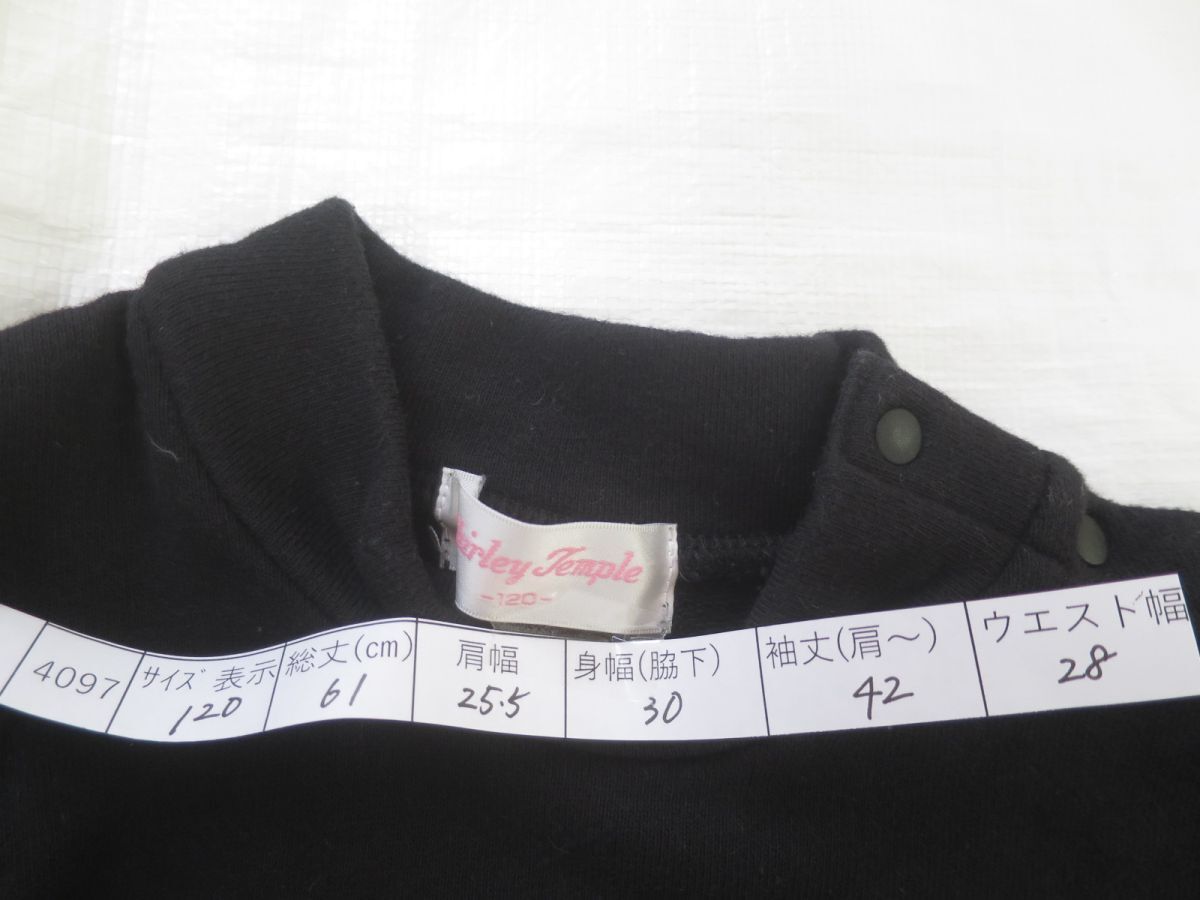 Shirley Temple
-120-
4097
サイズ表示 総丈(cm) 肩幅 身幅(脇下) 袖丈(肩～) ウエスト幅
120 61 25.5 30 42 28